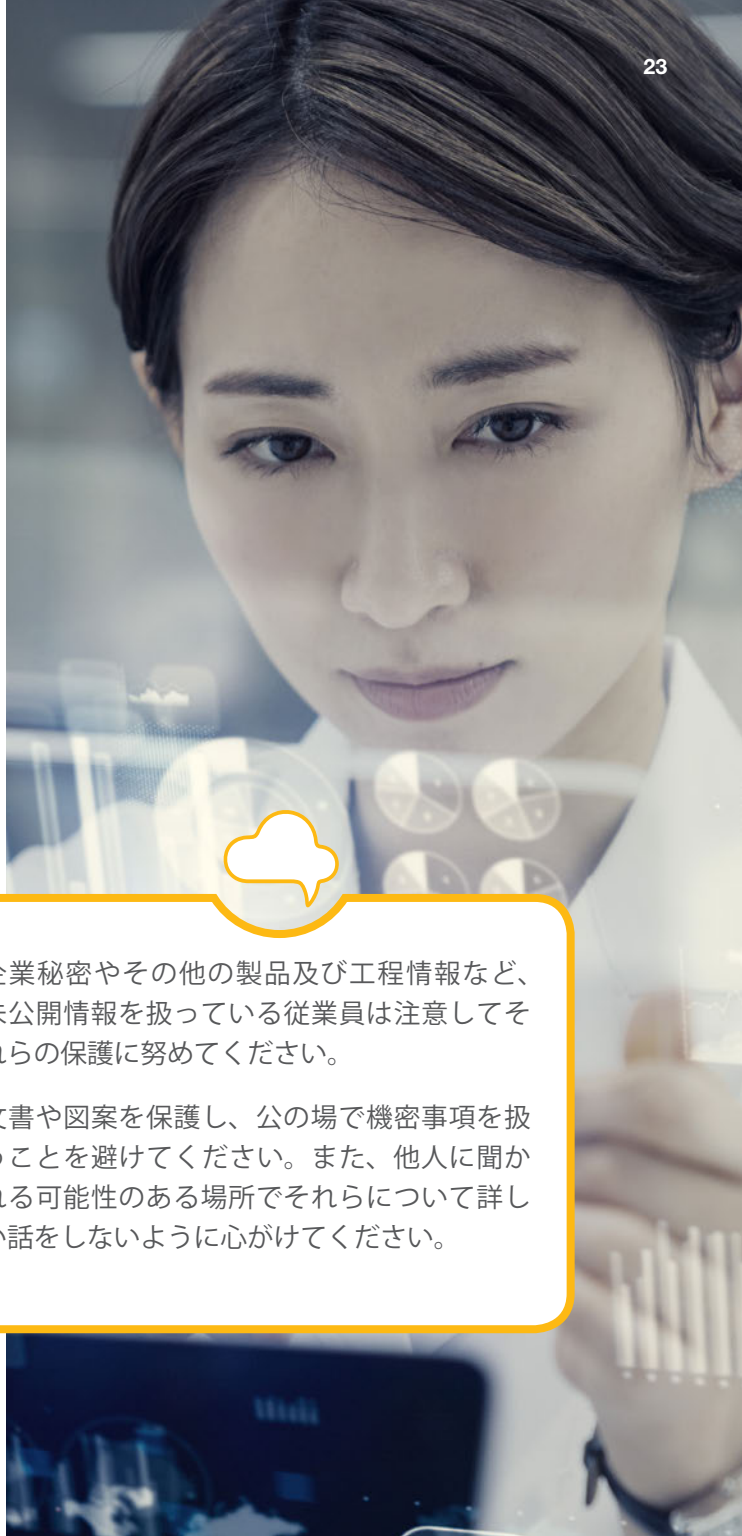 23
企業秘密やその他の製品及び工程情報など、
未公開情報を扱っている従業員は注意してそ
れらの保護に努めてください。
文書や図案を保護し、公の場で機密事項を扱
うことを避けてください。また、他人に聞か
れる可能性のある場所でそれらについて詳し
い話をしないように心がけてください。